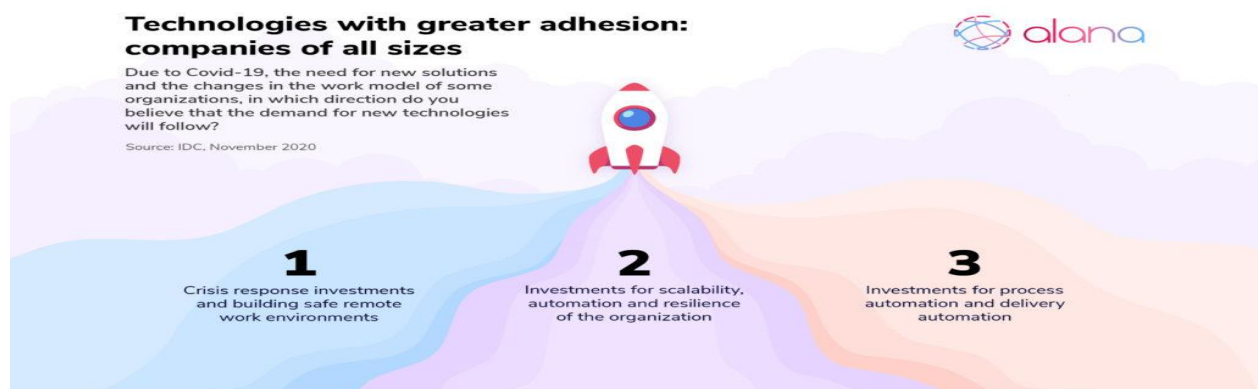 Technologies with greater adhesion:
companies of all sizes
alana
Due to Covid-19, the need for new solutions
and the changes in the work model of some
organizations, in which direction do you
believe that the demand for new technologies
will follow?
Source: IDC, November 2020
1
Crisis response investments
and building safe remote
work environments
2
Investments for scalability,
automation and resilience
of the organization
3
Investments for process
automation and delivery
automation